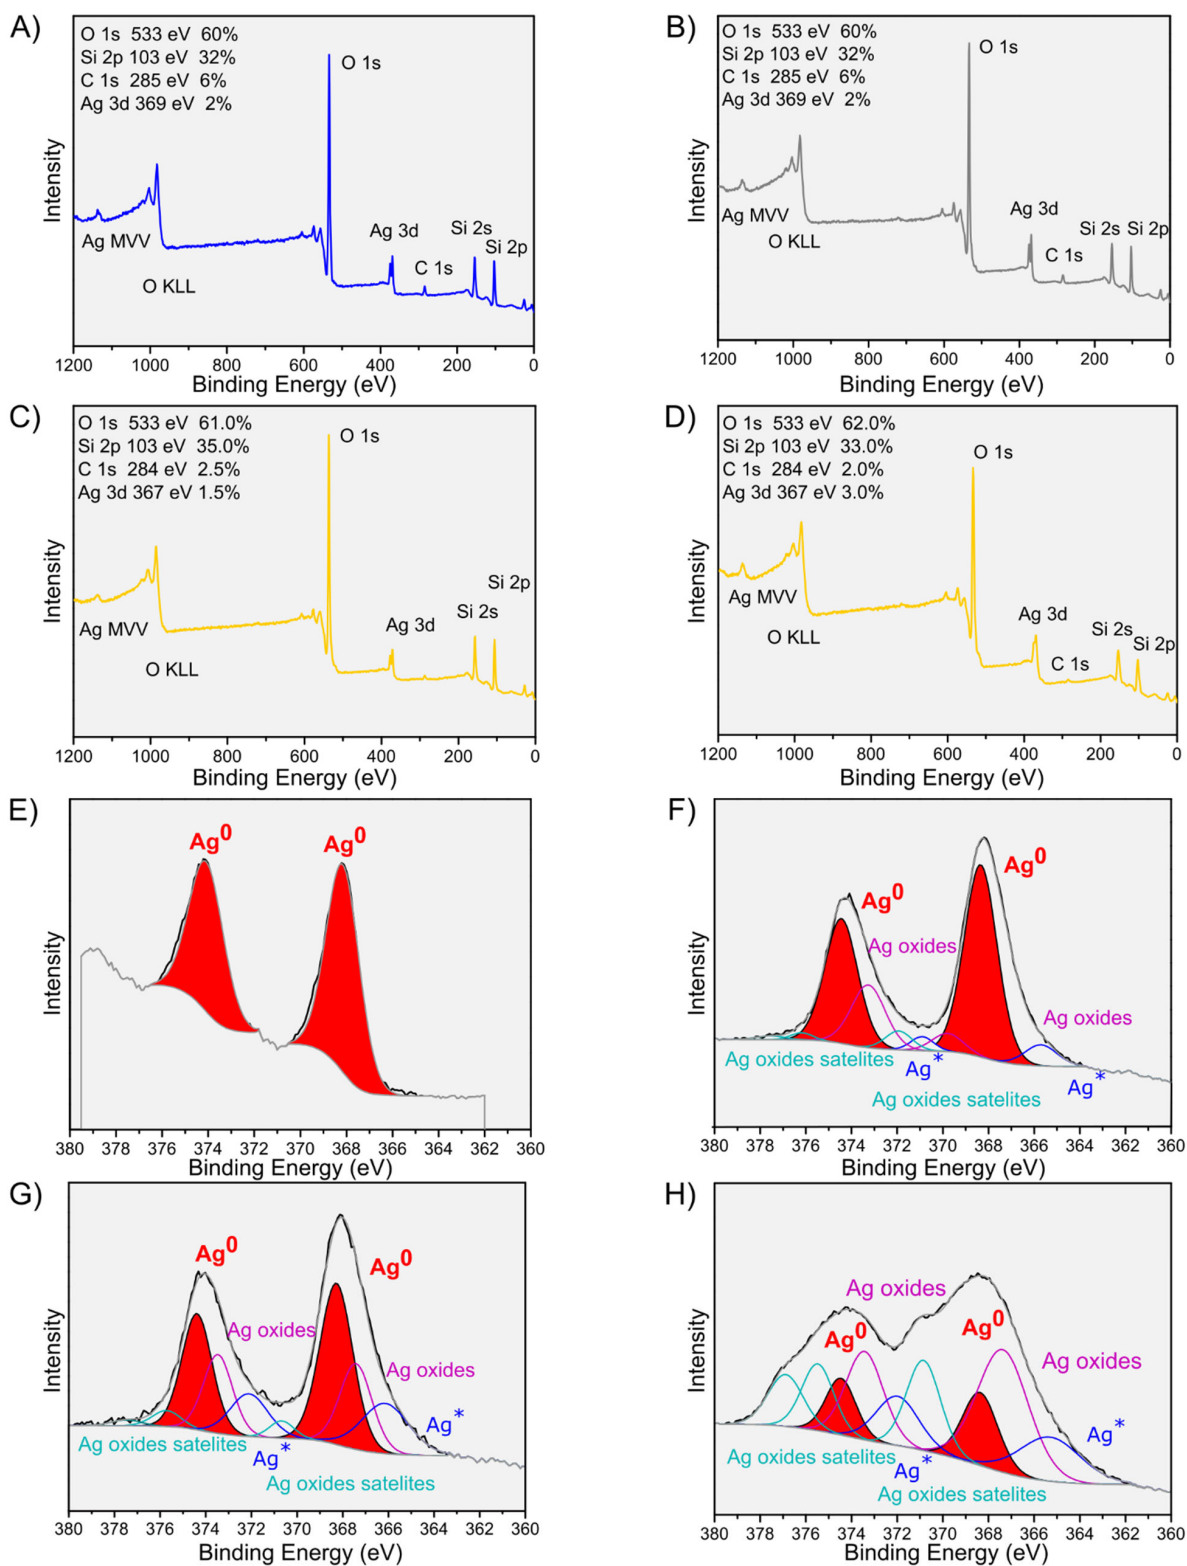 A)
O 1s 533 eV 60%
Si 2p 103 eV 32%
C 1s 285 eV 6%
Ag 3d 369 eV 2%
O 1s
Ag 3d
Si 2s
Si 2p
C 1s
Ag MVV
O KLL
Intensity
1200 1000 800 600 400 200 0
Binding Energy (eV)
B)
O 1s 533 eV 60%
Si 2p 103 eV 32%
C 1s 285 eV 6%
Ag 3d 369 eV 2%
O 1s
Ag 3d
Si 2s
Si 2p
C 1s
Ag MVV
O KLL
Intensity
1200 1000 800 600 400 200 0
Binding Energy (eV)
C)
O 1s 533 eV 61.0%
Si 2p 103 eV 35.0%
C 1s 284 eV 2.5%
Ag 3d 367 eV 1.5%
O 1s
Si 2p
Si 2s
Ag 3d
Ag MVV
O KLL
Intensity
1200 1000 800 600 400 200 0
Binding Energy (eV)
D)
O 1s 533 eV 62.0%
Si 2p 103 eV 33.0%
C 1s 284 eV 2.0%
Ag 3d 367 eV 3.0%
O 1s
Ag MVV
Ag 3d
Si 2s
Si 2p
O KLL
C 1s
Intensity
1200 1000 800 600 400 200 0
Binding Energy (eV)
E)
Ag⁰
Ag⁰
Intensity
380 378 376 374 372 370 368 366 364 362 360
Binding Energy (eV)
F)
Ag⁰
Ag⁰
Ag oxides
Ag oxides
Ag oxides satelites
Ag*
Ag*
Ag oxides satelites
Intensity
380 378 376 374 372 370 368 366 364 362 360
Binding Energy (eV)
G)
Ag⁰
Ag⁰
Ag oxides
Ag oxides
Ag*
Ag oxides satelites
Ag*
Ag oxides satelites
Intensity
380 378 376 374 372 370 368 366 364 362 360
Binding Energy (eV)
H)
Ag oxides
Ag⁰
Ag⁰
Ag oxides
Ag*
Ag oxides satelites
Ag*
Ag oxides satelites
Intensity
380 378 376 374 372 370 368 366 364 362 360
Binding Energy (eV)